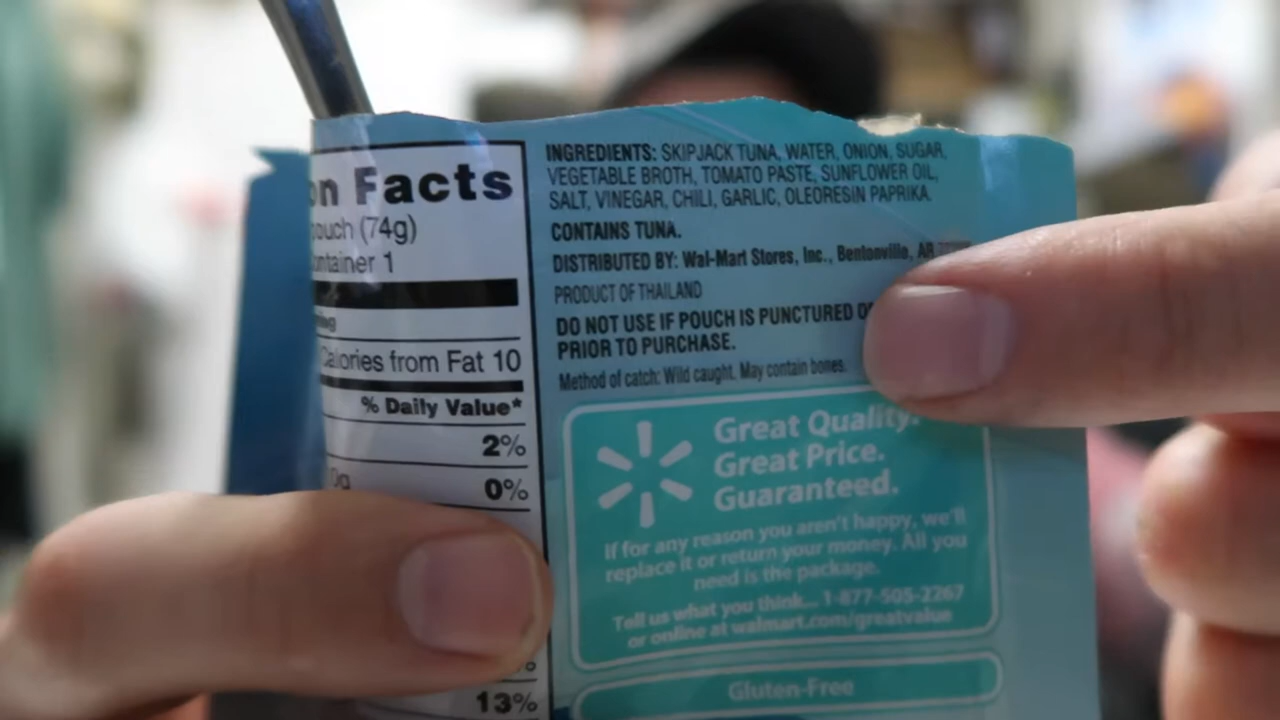 n Facts
ouch (74g)
ontainer 1
Calories from Fat 10
% Daily Value*
2%
0g
0%
13%
INGREDIENTS: SKIPJACK TUNA, WATER, ONION, SUGAR,
VEGETABLE BROTH, TOMATO PASTE, SUNFLOWER OIL,
SALT, VINEGAR, CHILI, GARLIC, OLEORESIN PAPRIKA.
CONTAINS TUNA.
DISTRIBUTED BY: Wal-Mart Stores, Inc., Bentonville, AR
PRODUCT OF THAILAND
DO NOT USE IF POUCH IS PUNCTURED
PRIOR TO PURCHASE.
Method of catch: Wild caught. May contain bones.
Great Quality.
Great Price.
Guaranteed.
If for any reason you aren't happy, we'll
replace it or return your money. All you
need is the package.
Tell us what you think... 1-877-505-2267
or online at walmart.com/greatvalue
Gluten-Free